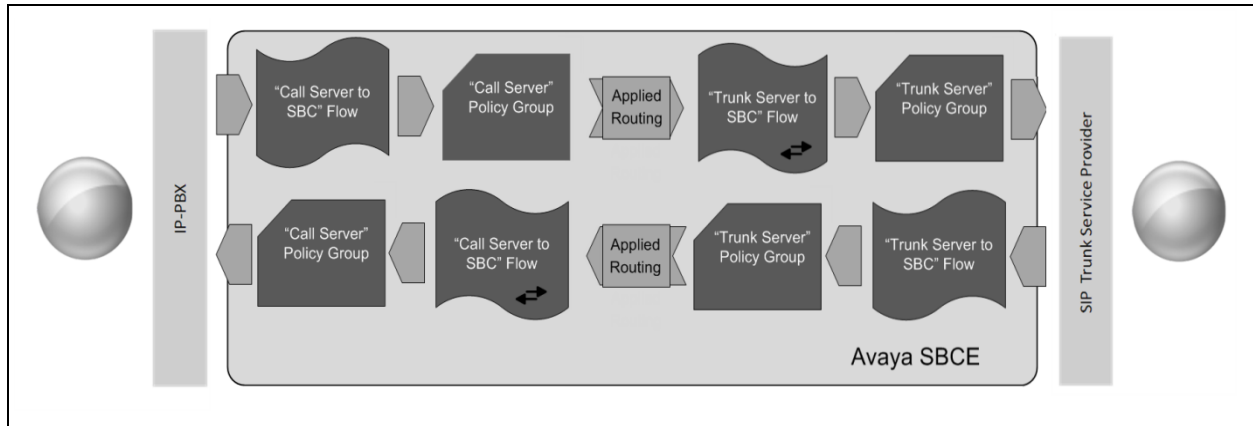 IP-PBX
“Call Server to
SBC” Flow
“Call Server”
Policy Group
Applied
Routing
“Trunk Server to
SBC” Flow
“Trunk Server”
Policy Group
“Call Server”
Policy Group
“Call Server to
SBC” Flow
Applied
Routing
“Trunk Server”
Policy Group
“Trunk Server to
SBC” Flow
Avaya SBCE
SIP Trunk Service Provider